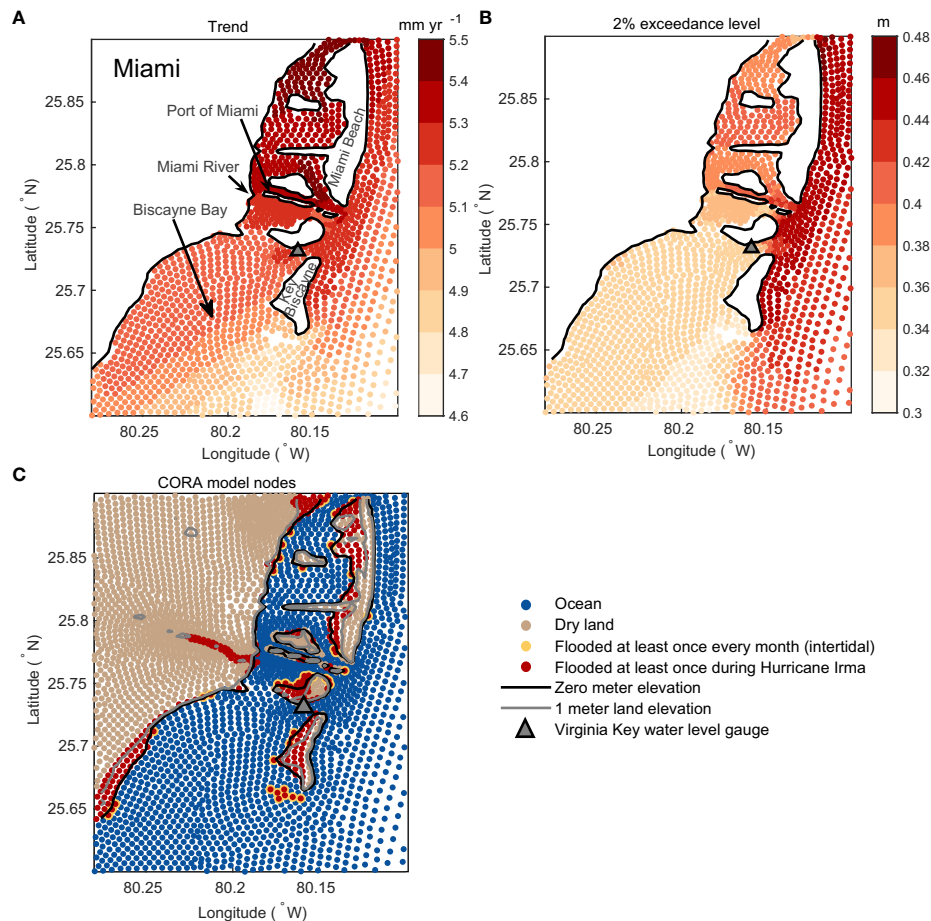 A
Trend
mm yr -1
Miami
Port of Miami
Miami River
Biscayne Bay
Miami Beach
Key
Biscayne
25.85
25.8
25.75
25.7
25.65
Latitude (°N)
80.25
80.2
80.15
Longitude (°W)
5.5
5.4
5.3
5.2
5.1
5
4.9
4.8
4.7
4.6
B
2% exceedance level
m
25.85
25.8
25.75
25.7
25.65
Latitude (°N)
80.25
80.2
80.15
Longitude (°W)
0.48
0.46
0.44
0.42
0.4
0.38
0.36
0.34
0.32
0.3
C
CORA model nodes
25.85
25.8
25.75
25.7
25.65
Latitude (°N)
80.25
80.2
80.15
Longitude (°W)
Ocean
Dry land
Flooded at least once every month (intertidal)
Flooded at least once during Hurricane Irma
Zero meter elevation
1 meter land elevation
Virginia Key water level gauge